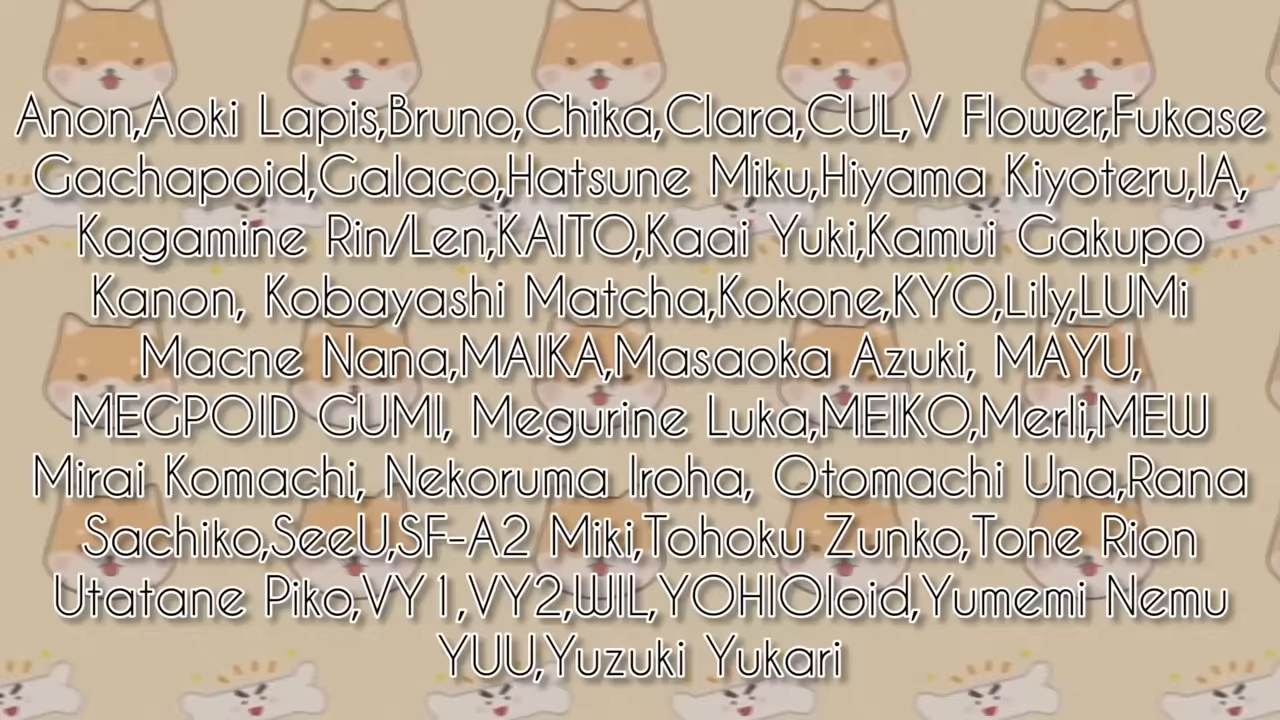 Anon,Aoki Lapis,Bruno,Chika,Clara,CUL,V Flower,Fukase
Gachapoid,Galaco,Hatsune Miku,Hiyama Kiyoteru,IA,
Kagamine Rin/Len,KAITO,Kaai Yuki,Kamui Gakupo
Kanon, Kobayashi Matcha,Kokone,KYO,Lily,LUMi
Macne Nana,MAIKA,Masaoka Azuki, MAYU,
MEGPOID GUMI, Megurine Luka,MEIKO,Merli,MEW
Mirai Komachi, Nekoruma Iroha, Otomachi Una,Rana
Sachiko,SeeU,SF-A2 Miki,Tohoku Zunko,Tone Rion
Utatane Piko,VY1,VY2,WIL,YOHIOloid,Yumemi Nemu
YUU,Yuzuki Yukari